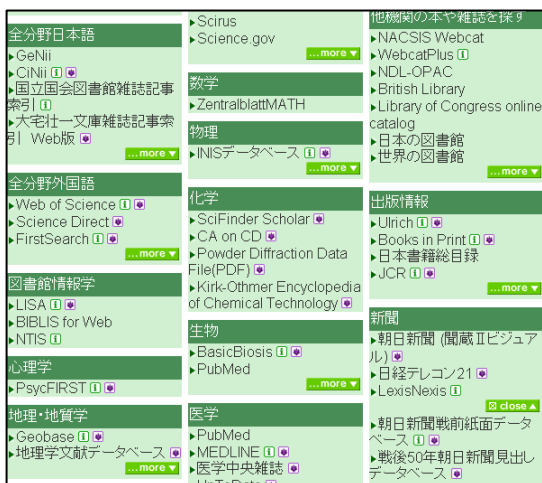 全分野日本語
▸GeNii
▸CiNii i
▸国立国会図書館雑誌記事
索引 i
▸大宅壮一文庫雑誌記事索
引 Web版
...more ▼
全分野外国語
▸Web of Science i
▸Science Direct
▸FirstSearch i
...more ▼
図書館情報学
▸LISA i
▸BIBLIS for Web
▸NTIS i
心理学
▸PsycFIRST i
地理・地質学
▸Geobase i
▸地理学文献データベース
...more ▼
▸Scirus
▸Science.gov
...more ▼
数学
▸ZentralblattMATH
物理
▸INISデータベース i
...more ▼
化学
▸SciFinder Scholar
▸CA on CD
▸Powder Diffraction Data
File(PDF)
▸Kirk-Othmer Encyclopedia
of Chemical Technology
生物
▸BasicBiosis i
▸PubMed
...more ▼
医学
▸PubMed
▸MEDLINE i
▸医学中央雑誌
▸UpToDate
他機関の本や雑誌を探す
▸NACSIS Webcat
▸WebcatPlus i
▸NDL-OPAC
▸British Library
▸Library of Congress online
catalog
▸日本の図書館
▸世界の図書館
...more ▼
出版情報
▸Ulrich i
▸Books in Print i
▸日本書籍総目録
▸JCR i
...more ▼
新聞
▸朝日新聞 (聞蔵Ⅱビジュア
ル)
▸日経テレコン21
▸LexisNexis i
☒ close ▲
▸朝日新聞戦前紙面データ
ベース i
▸戦後50年朝日新聞見出し
データベース